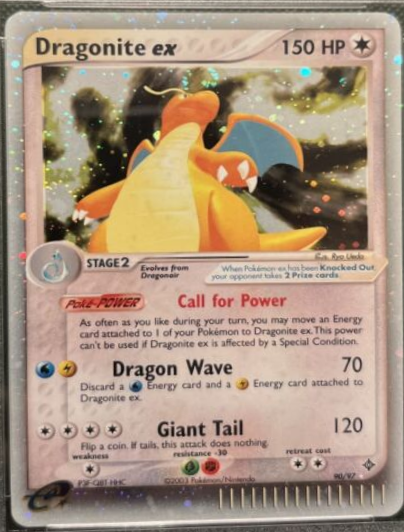 Dragonite ex 150 HP
Illus. Ryo Ueda
STAGE 2 Evolves from
Dragonair
When Pokémon-ex has been Knocked Out
your opponent takes 2 Prize cards.
POKé-POWER Call for Power
As often as you like during your turn, you may move an Energy
card attached to 1 of your Pokémon to Dragonite ex. This power
can't be used if Dragonite ex is affected by a Special Condition.
Dragon Wave 70
Discard a Energy card and a Energy card attached to
Dragonite ex.
Giant Tail 120
Flip a coin. If tails, this attack does nothing.
weakness resistance -30 retreat cost
©2003 Pokémon/Nintendo
90/97